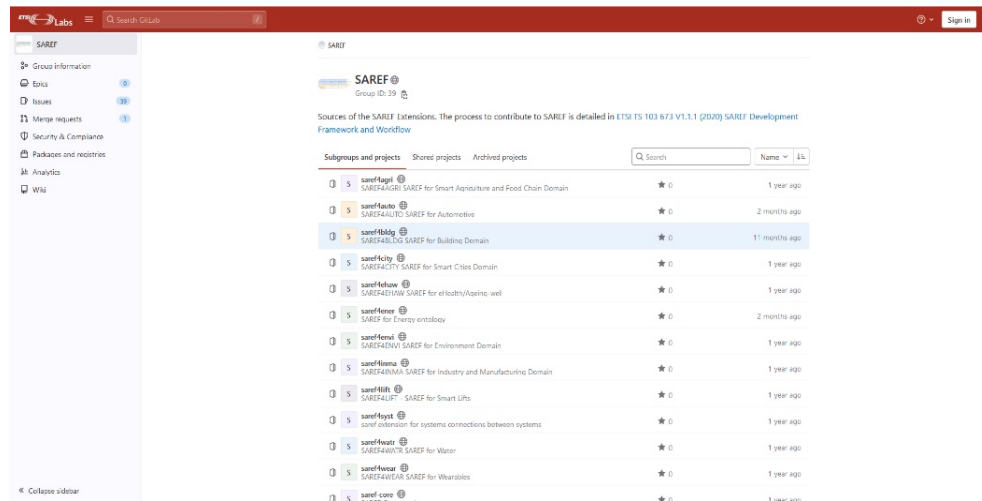 ETSI Labs Search GitLab / Sign in
SAREF
Group information
Epics 0
Issues 39
Merge requests 1
Security & Compliance
Packages and registries
Analytics
Wiki
Collapse sidebar
SAREF
SAREF
Group ID: 39
Sources of the SAREF Extensions. The process to contribute to SAREF is detailed in ETSI TS 103 673 V1.1.1 (2020) SAREF Development
Framework and Workflow
Subgroups and projects Shared projects Archived projects Search Name
S saref4agri
SAREF4AGRI SAREF for Smart Agriculture and Food Chain Domain
0 1 year ago
S saref4auto
SAREF4AUTO SAREF for Automotive
0 2 months ago
S saref4bldg
SAREF4BLDG SAREF for Building Domain
0 11 months ago
S saref4city
SAREF4CITY SAREF for Smart Cities Domain
0 1 year ago
S saref4ehaw
SAREF4EHAW SAREF for eHealth/Ageing-well
0 1 year ago
S saref4ener
SAREF for Energy ontology
0 2 months ago
S saref4envi
SAREF4ENVI SAREF for Environment Domain
0 1 year ago
S saref4inma
SAREF4INMA SAREF for Industry and Manufacturing Domain
0 1 year ago
S saref4lift
SAREF4LIFT - SAREF for Smart Lifts
0 1 year ago
S saref4syst
saref extension for systems connections between systems
0 1 year ago
S saref4watr
SAREF4WATR SAREF for Water
0 1 year ago
S saref4wear
SAREF4WEAR SAREF for Wearables
0 1 year ago
S saref-core
0 1 year ago